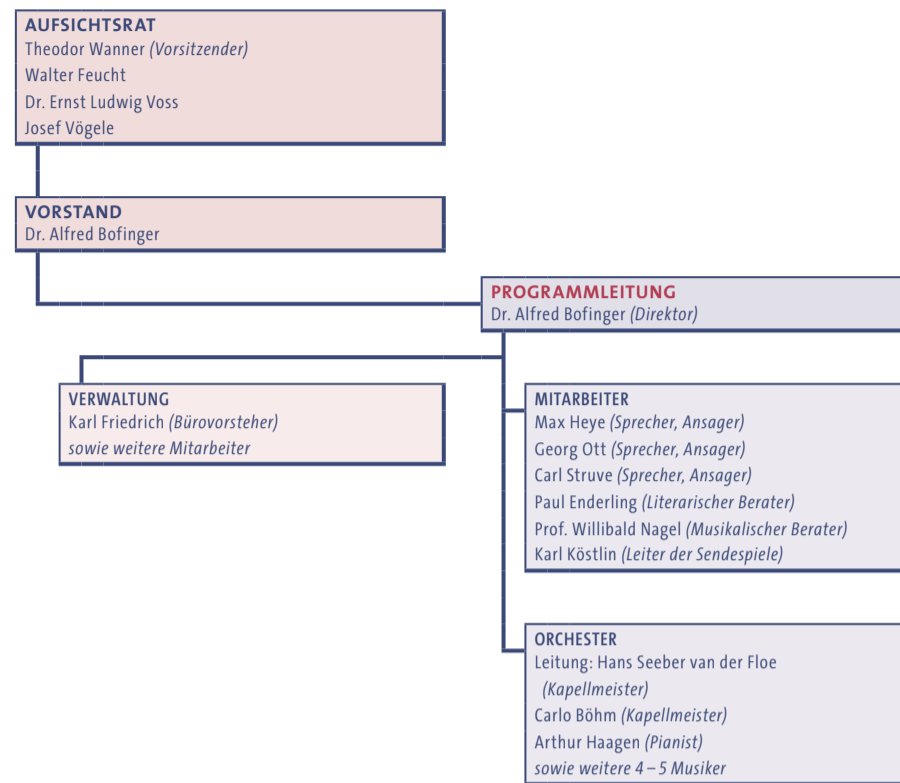 AUFSICHTSRAT
Theodor Wanner (Vorsitzender)
Walter Feucht
Dr. Ernst Ludwig Voss
Josef Vögele
VORSTAND
Dr. Alfred Bofinger
PROGRAMMLEITUNG
Dr. Alfred Bofinger (Direktor)
VERWALTUNG
Karl Friedrich (Bürovorsteher)
sowie weitere Mitarbeiter
MITARBEITER
Max Heye (Sprecher, Ansager)
Georg Ott (Sprecher, Ansager)
Carl Struve (Sprecher, Ansager)
Paul Enderling (Literarischer Berater)
Prof. Willibald Nagel (Musikalischer Berater)
Karl Köstlin (Leiter der Sendespiele)
ORCHESTER
Leitung: Hans Seeber van der Floe
(Kapellmeister)
Carlo Böhm (Kapellmeister)
Arthur Haagen (Pianist)
sowie weitere 4 – 5 Musiker